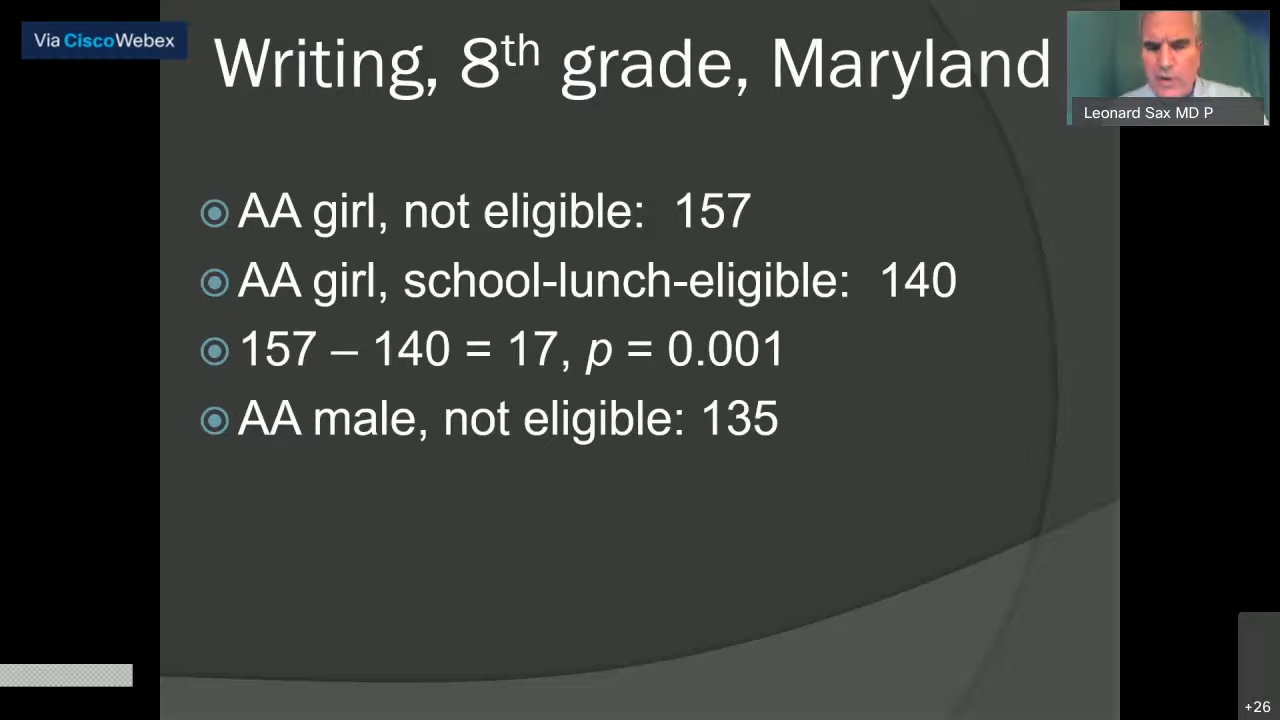 Via CiscoWebex
Writing, 8th grade, Maryland
Leonard Sax MD P
AA girl, not eligible: 157
AA girl, school-lunch-eligible: 140
157 – 140 = 17, p = 0.001
AA male, not eligible: 135
+26